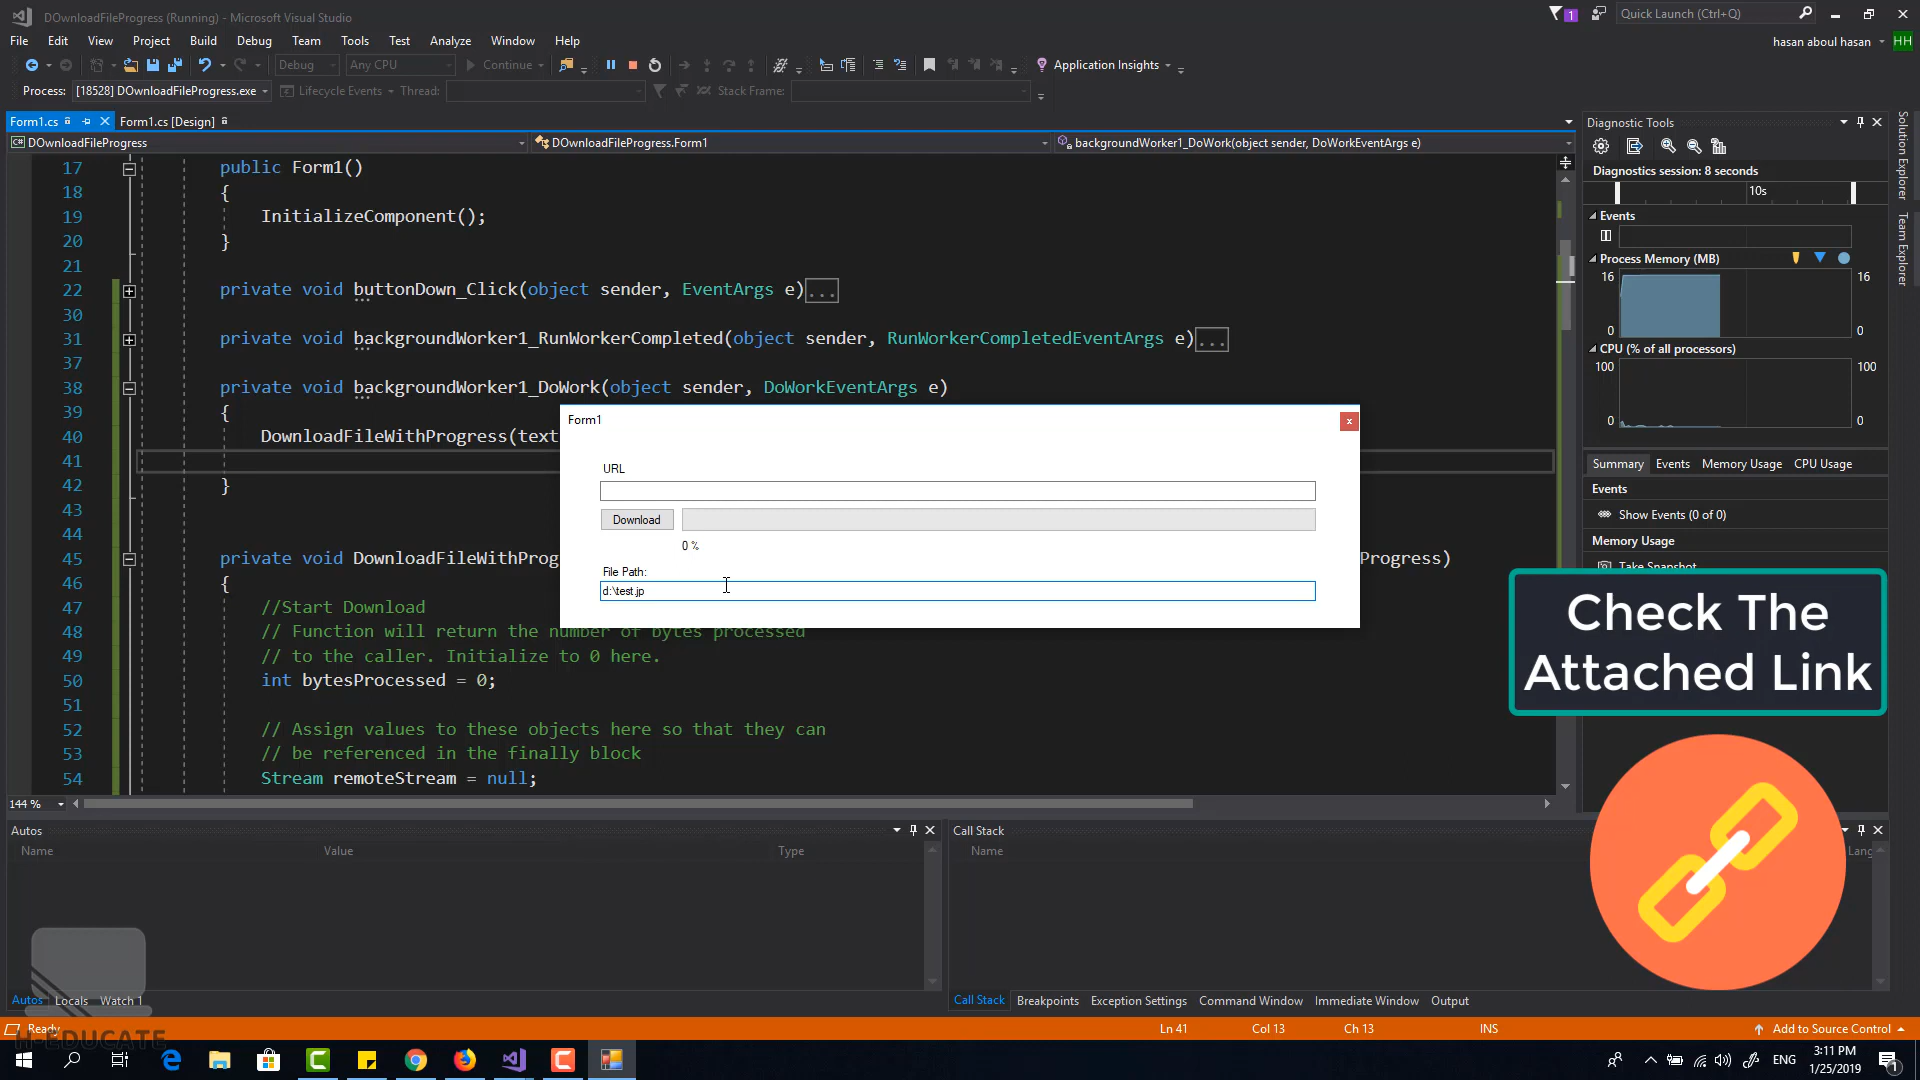 DOwnloadFileProgress (Running) - Microsoft Visual Studio
1
Quick Launch (Ctrl+Q)
File Edit View Project Build Debug Team Tools Test Analyze Window Help
hasan aboul hasan HH
Debug Any CPU Continue Application Insights
Process: [18528] DOwnloadFileProgress.exe Lifecycle Events Thread: Stack Frame:
Form1.cs Form1.cs [Design]
DOwnloadFileProgress DOwnloadFileProgress.Form1 backgroundWorker1_DoWork(object sender, DoWorkEventArgs e)
17 public Form1()
18 {
19 InitializeComponent();
20 }
21
22 private void buttonDown_Click(object sender, EventArgs e)...
30
31 private void backgroundWorker1_RunWorkerCompleted(object sender, RunWorkerCompletedEventArgs e)...
37
38 private void backgroundWorker1_DoWork(object sender, DoWorkEventArgs e)
39 {
40 DownloadFileWithProgress(text
41
42 }
43
44
45 private void DownloadFileWithProg Progress)
46 {
47 //Start Download
48 // Function will return the number of bytes processed
49 // to the caller. Initialize to 0 here.
50 int bytesProcessed = 0;
51
52 // Assign values to these objects here so that they can
53 // be referenced in the finally block
54 Stream remoteStream = null;
144 %
Form1
URL
Download
0 %
File Path:
d:\test.jp
Diagnostic Tools
Diagnostics session: 8 seconds
10s
Events
Process Memory (MB)
16 16
0 0
CPU (% of all processors)
100 100
0 0
Summary Events Memory Usage CPU Usage
Events
Show Events (0 of 0)
Memory Usage
Take Snapshot
Solution Explorer
Team Explorer
Check The
Attached Link
Autos
Name Value Type
Autos Locals Watch 1
Call Stack
Name Lang
Call Stack Breakpoints Exception Settings Command Window Immediate Window Output
Ready Ln 41 Col 13 Ch 13 INS Add to Source Control
H-EDUCATE
ENG
3:11 PM
1/25/2019
1